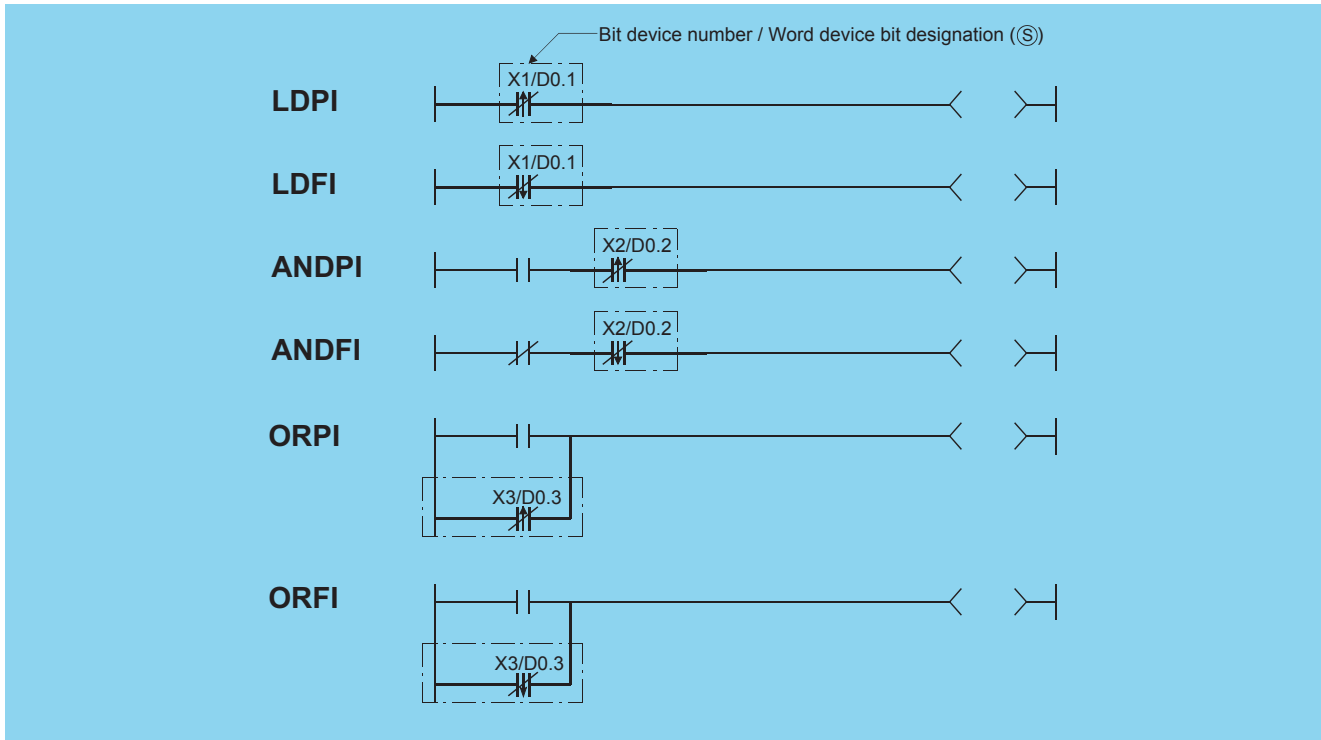 Bit device number / Word device bit designation (Ⓢ)
LDPI
X1/D0.1
LDFI
X1/D0.1
ANDPI
X2/D0.2
ANDFI
X2/D0.2
ORPI
X3/D0.3
ORFI
X3/D0.3